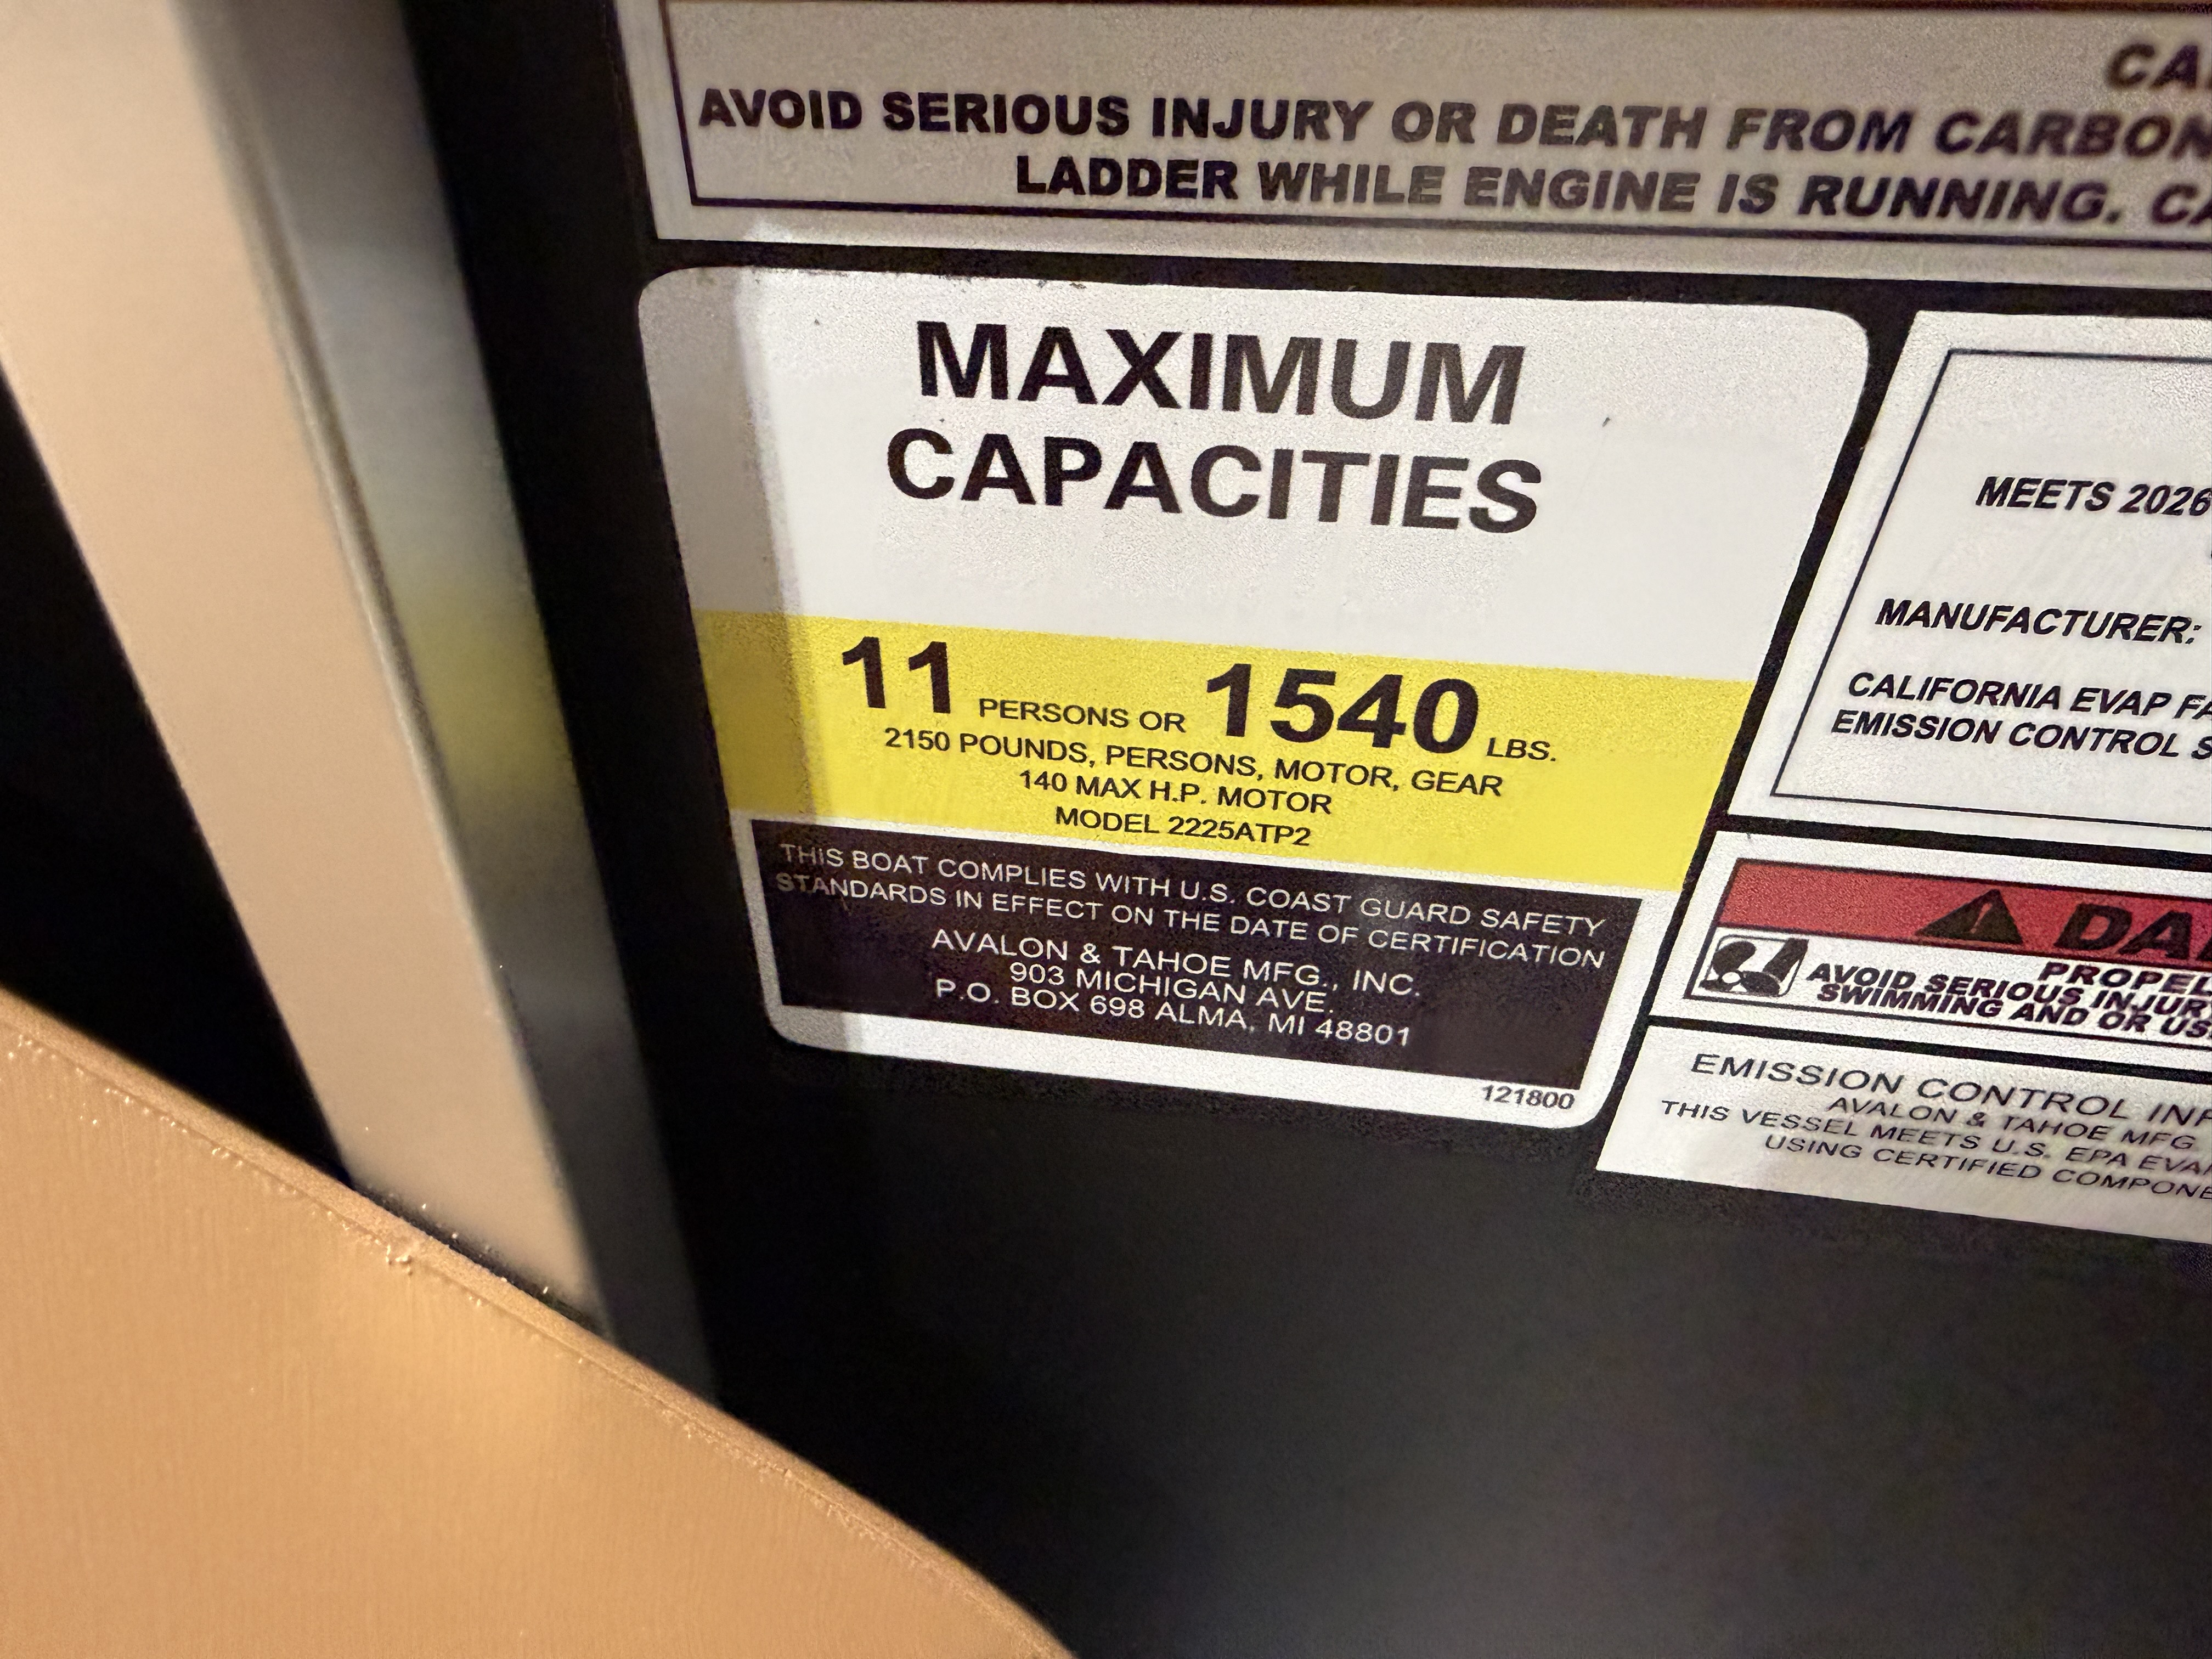 AVOID SERIOUS INJURY OR DEATH FROM CARBON
LADDER WHILE ENGINE IS RUNNING.
MAXIMUM
CAPACITIES
11 PERSONS OR 1540 LBS.
2150 POUNDS, PERSONS, MOTOR, GEAR
140 MAX H.P. MOTOR
MODEL 2225ATP2
THIS BOAT COMPLIES WITH U.S. COAST GUARD SAFETY
STANDARDS IN EFFECT ON THE DATE OF CERTIFICATION
AVALON & TAHOE MFG., INC.
903 MICHIGAN AVE.
P.O. BOX 698 ALMA, MI 48801
121800
MEETS 2026
MANUFACTURER:
CALIFORNIA EVAP
EMISSION CONTROL
AVOID SERIOUS
SWIMMING AND OR
EMISSION CONTROL
AVALON & TAHOE MFG
THIS VESSEL MEETS U.S. EPA
USING CERTIFIED